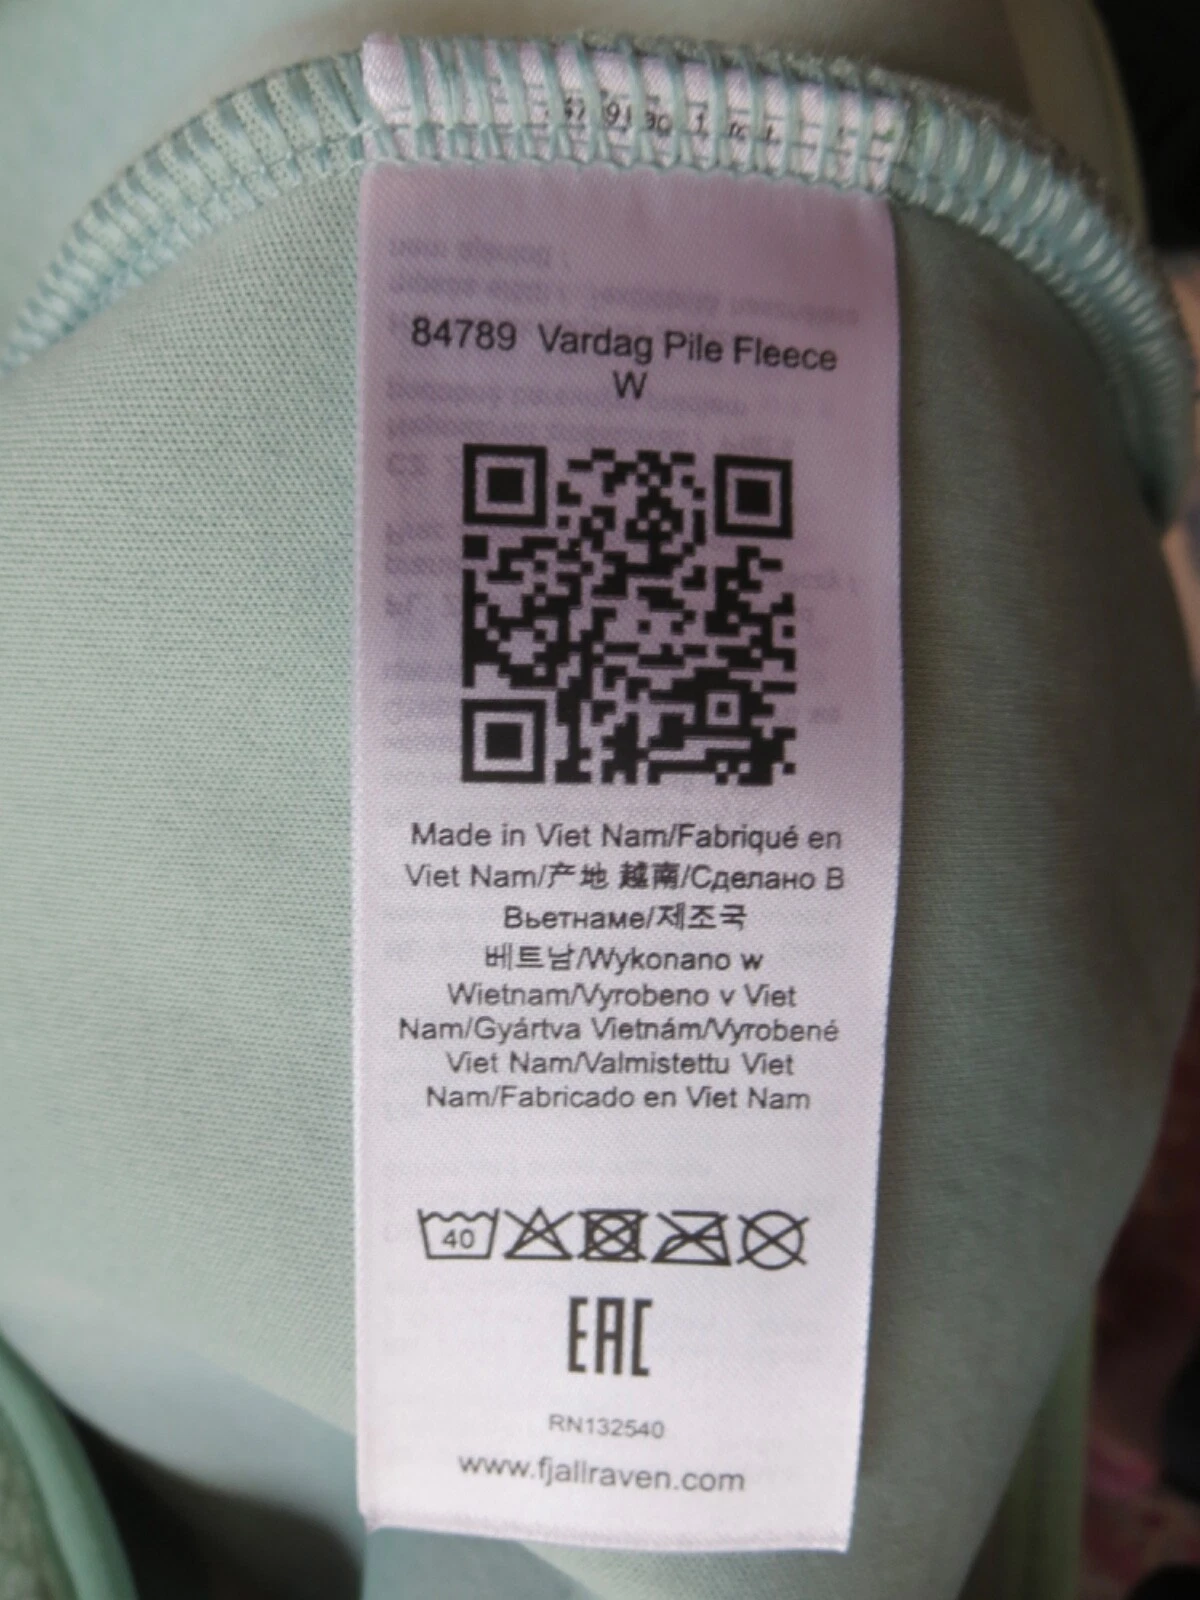 84789 Vardag Pile Fleece
W
Made in Viet Nam/Fabriqué en
Viet Nam/产地 越南/Сделано В
Вьетнаме/제조국
베트남/Wykonano w
Wietnam/Vyrobeno v Viet
Nam/Gyártva Vietnám/Vyrobené
Viet Nam/Valmistettu Viet
Nam/Fabricado en Viet Nam
40
EAC
RN132540
www.fjallraven.com